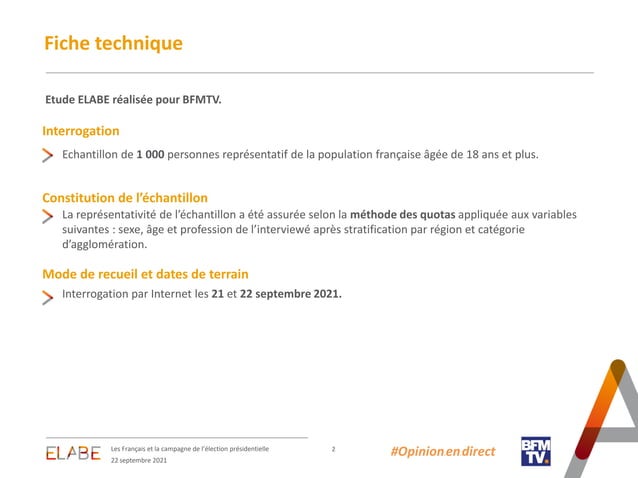 Fiche technique
Etude ELABE réalisée pour BFMTV.
Interrogation
Echantillon de 1 000 personnes représentatif de la population française âgée de 18 ans et plus.
Constitution de l’échantillon
La représentativité de l’échantillon a été assurée selon la méthode des quotas appliquée aux variables
suivantes : sexe, âge et profession de l’interviewé après stratification par région et catégorie
d’agglomération.
Mode de recueil et dates de terrain
Interrogation par Internet les 21 et 22 septembre 2021.
ELABE
Les Français et la campagne de l’élection présidentielle
22 septembre 2021
2
#Opinionendirect
BFM
TV.